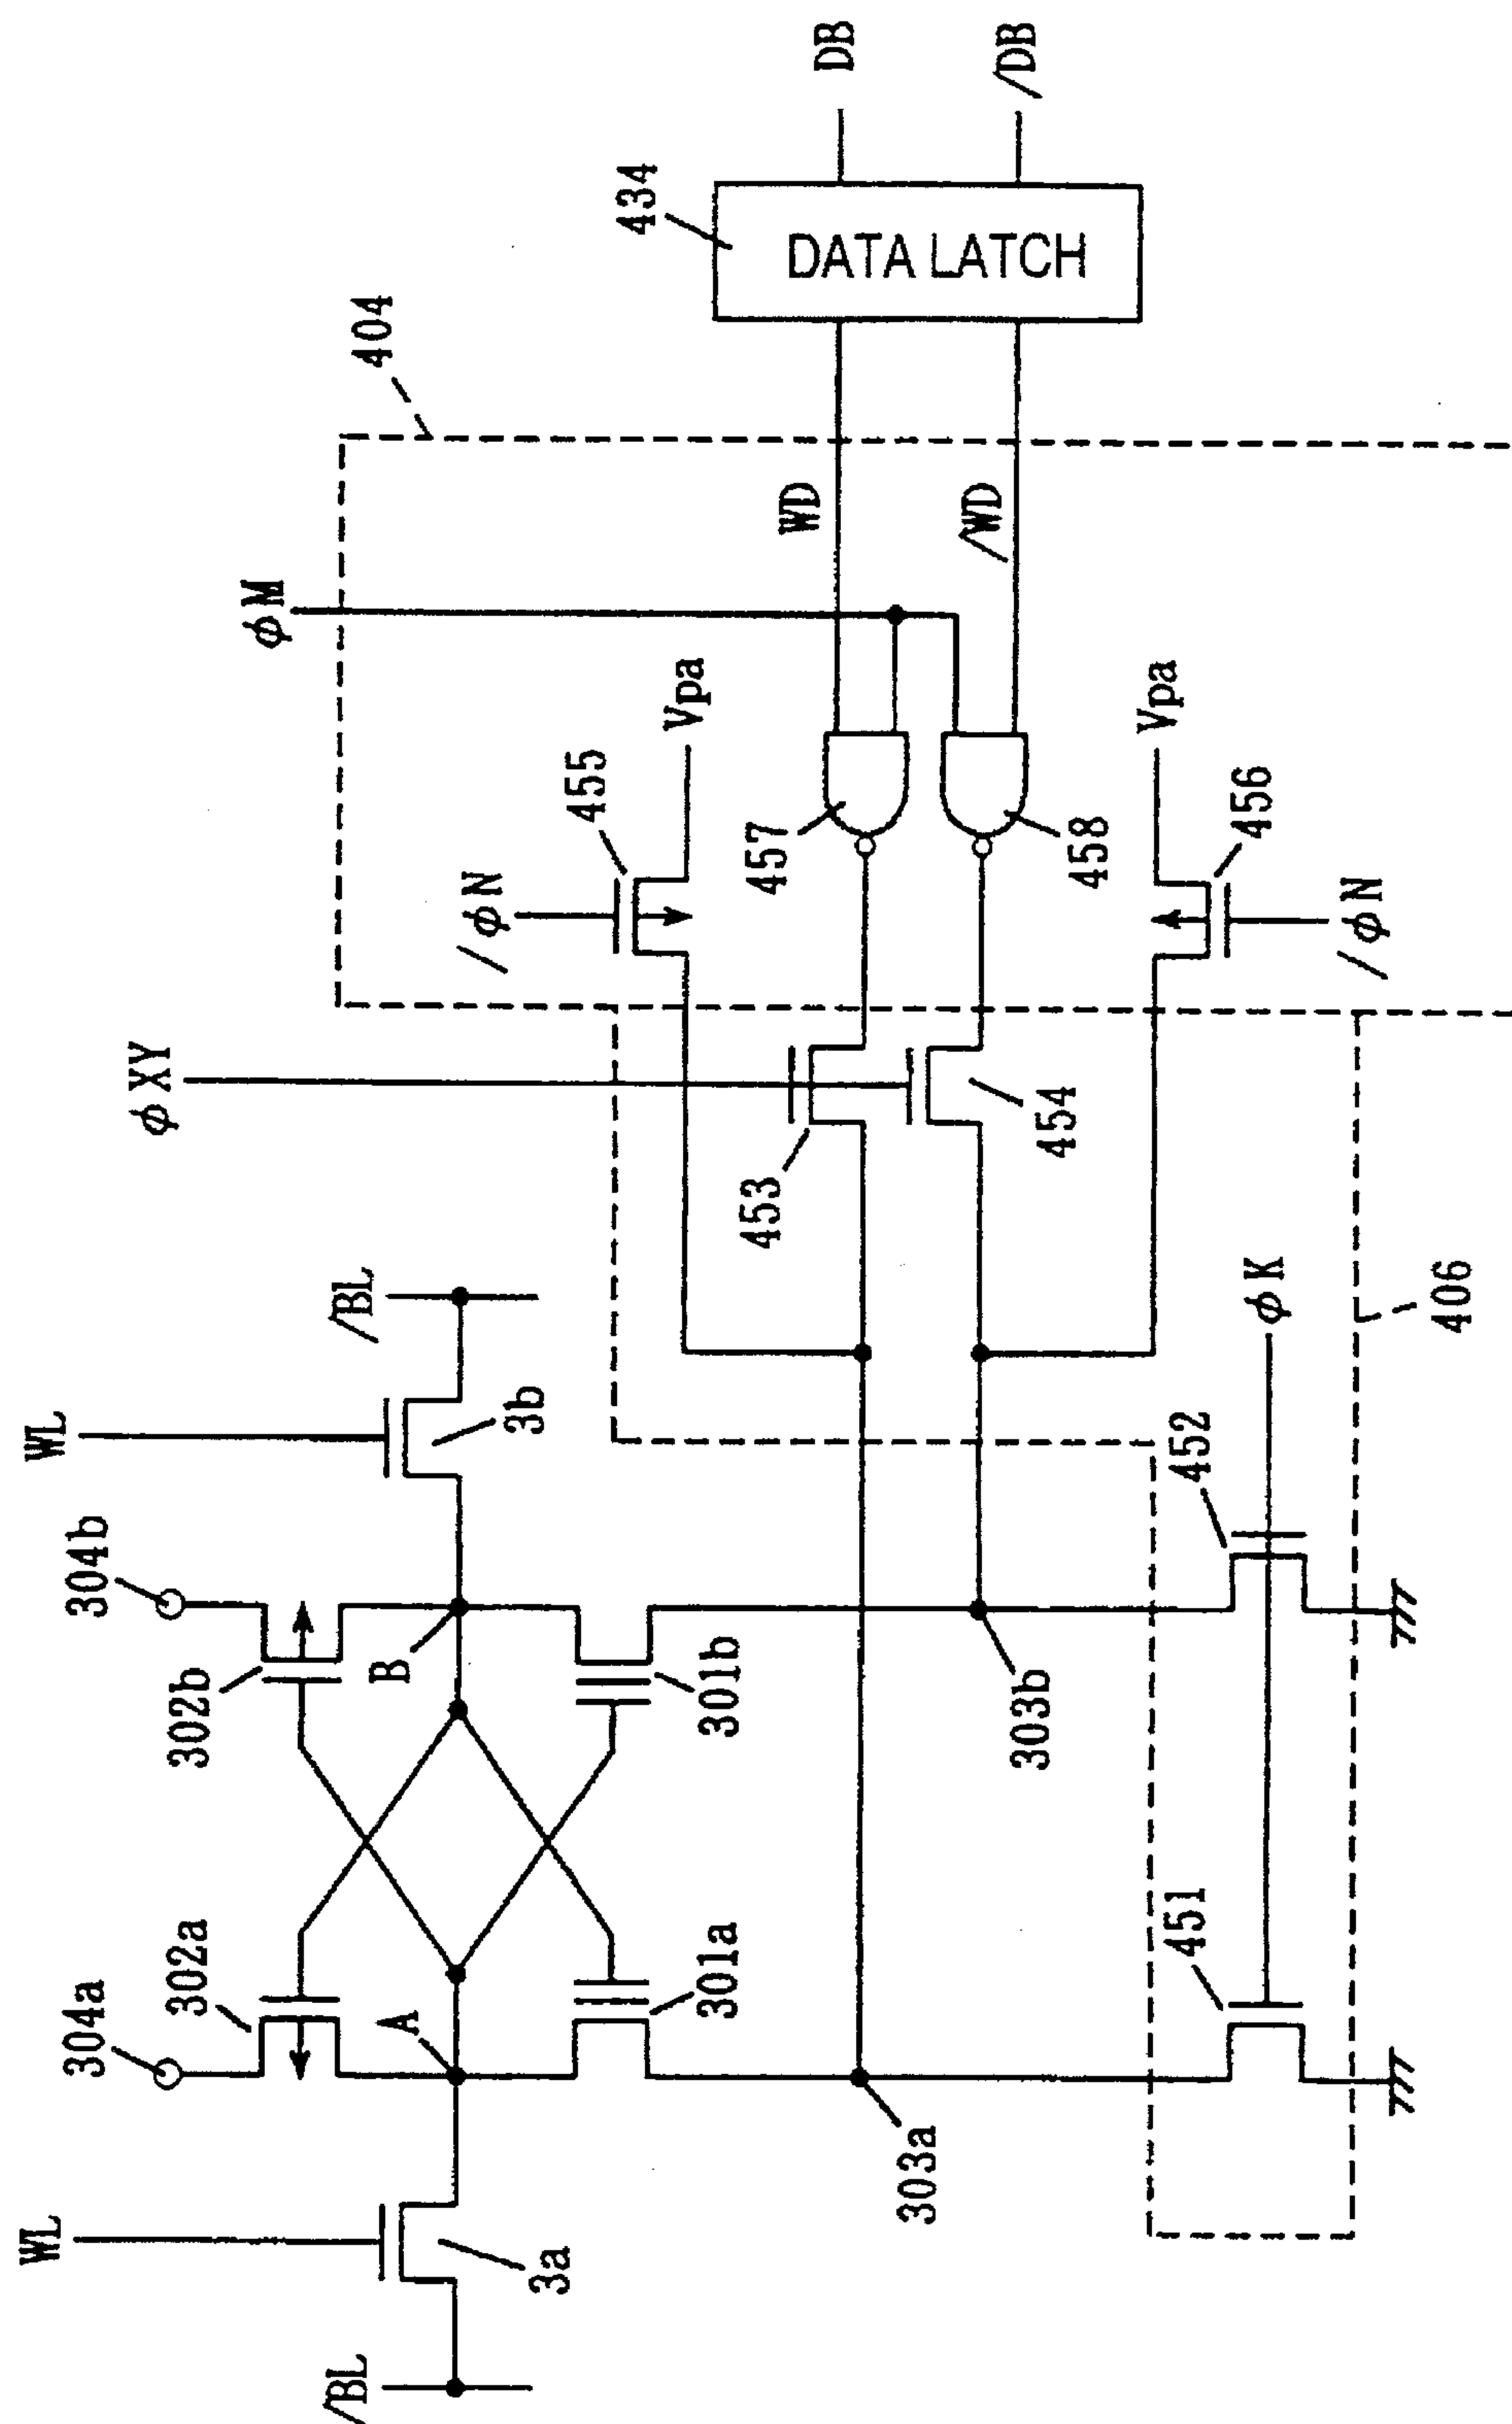 WL
WL
304a
304b
302a
302b
A
B
/BL
3a
3b
/BL
301a
301b
303a
303b
451
452
φK
406
φXY
453
454
/φN
455
Vpa
φM
404
457
458
WD
/WD
434
DATA LATCH
DB
/DB
/φN
456
Vpa